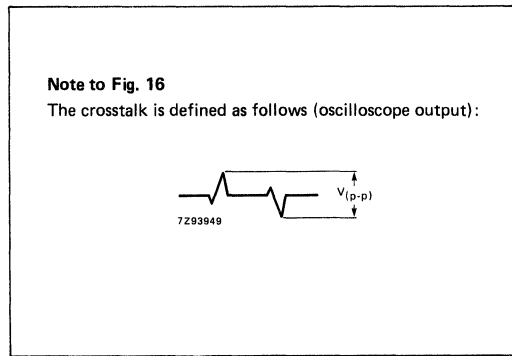 Note to Fig. 16
The crosstalk is defined as follows (oscilloscope output):
V(p-p)
7Z93949